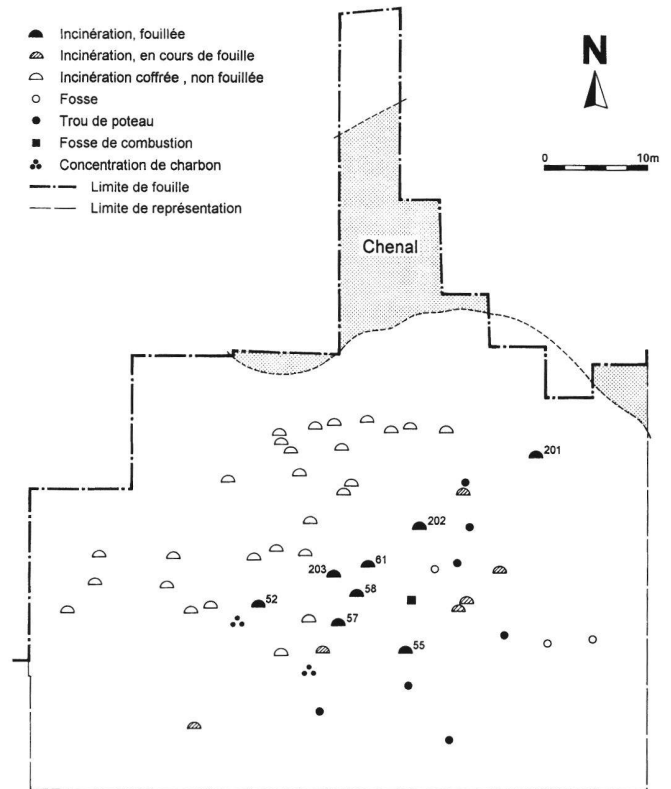 Incinération, fouillée
Incinération, en cours de fouille
Incinération coffrée , non fouillée
Fosse
Trou de poteau
Fosse de combustion
Concentration de charbon
Limite de fouille
Limite de représentation
N
0 10m
Chenal
201
202
61
203
58
52
57
55